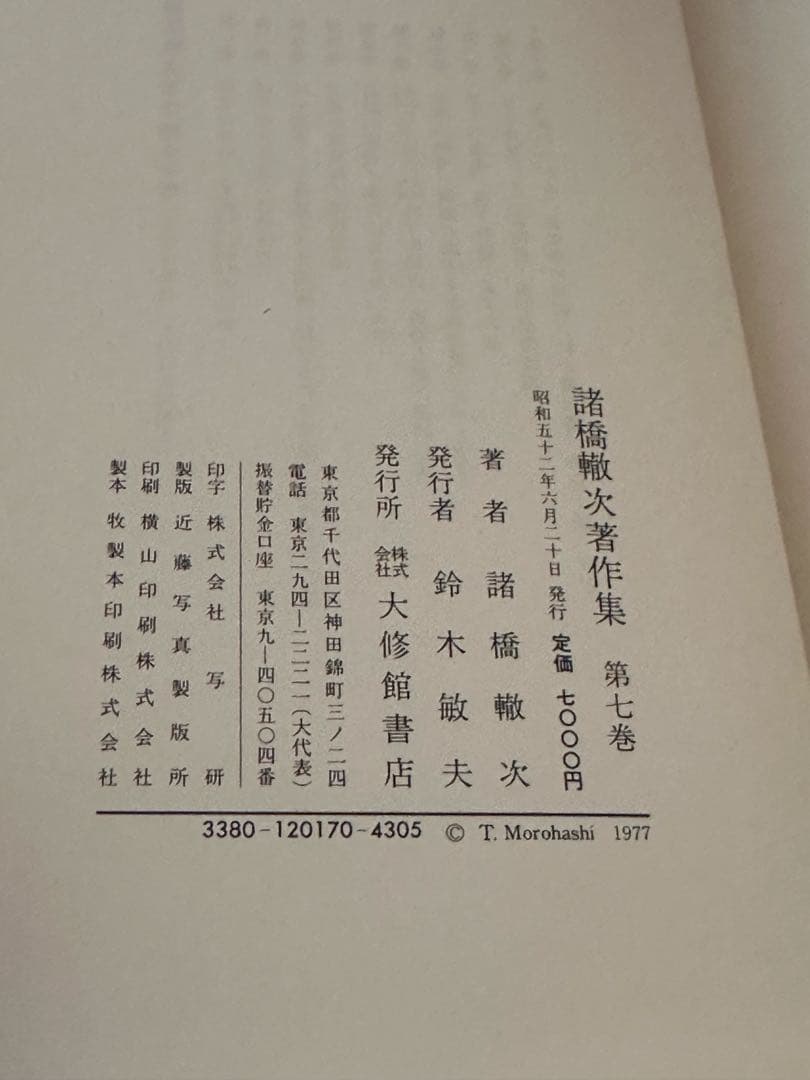 諸橋轍次著作集 第七巻
昭和五十二年六月二十日 発行 定価 七〇〇〇円
著者 諸橋轍次
発行者 鈴木敏夫
発行所 株式会社 大修館書店
東京都千代田区神田錦町三ノ二四
電話 東京二九四―二二二一(大代表)
振替貯金口座 東京九―四〇五〇四番
印字 株式会社 写研
製版 近藤写真製版所
印刷 横山印刷株式会社
製本 牧製本印刷株式会社
3380-120170-4305 © T. Morohashi 1977